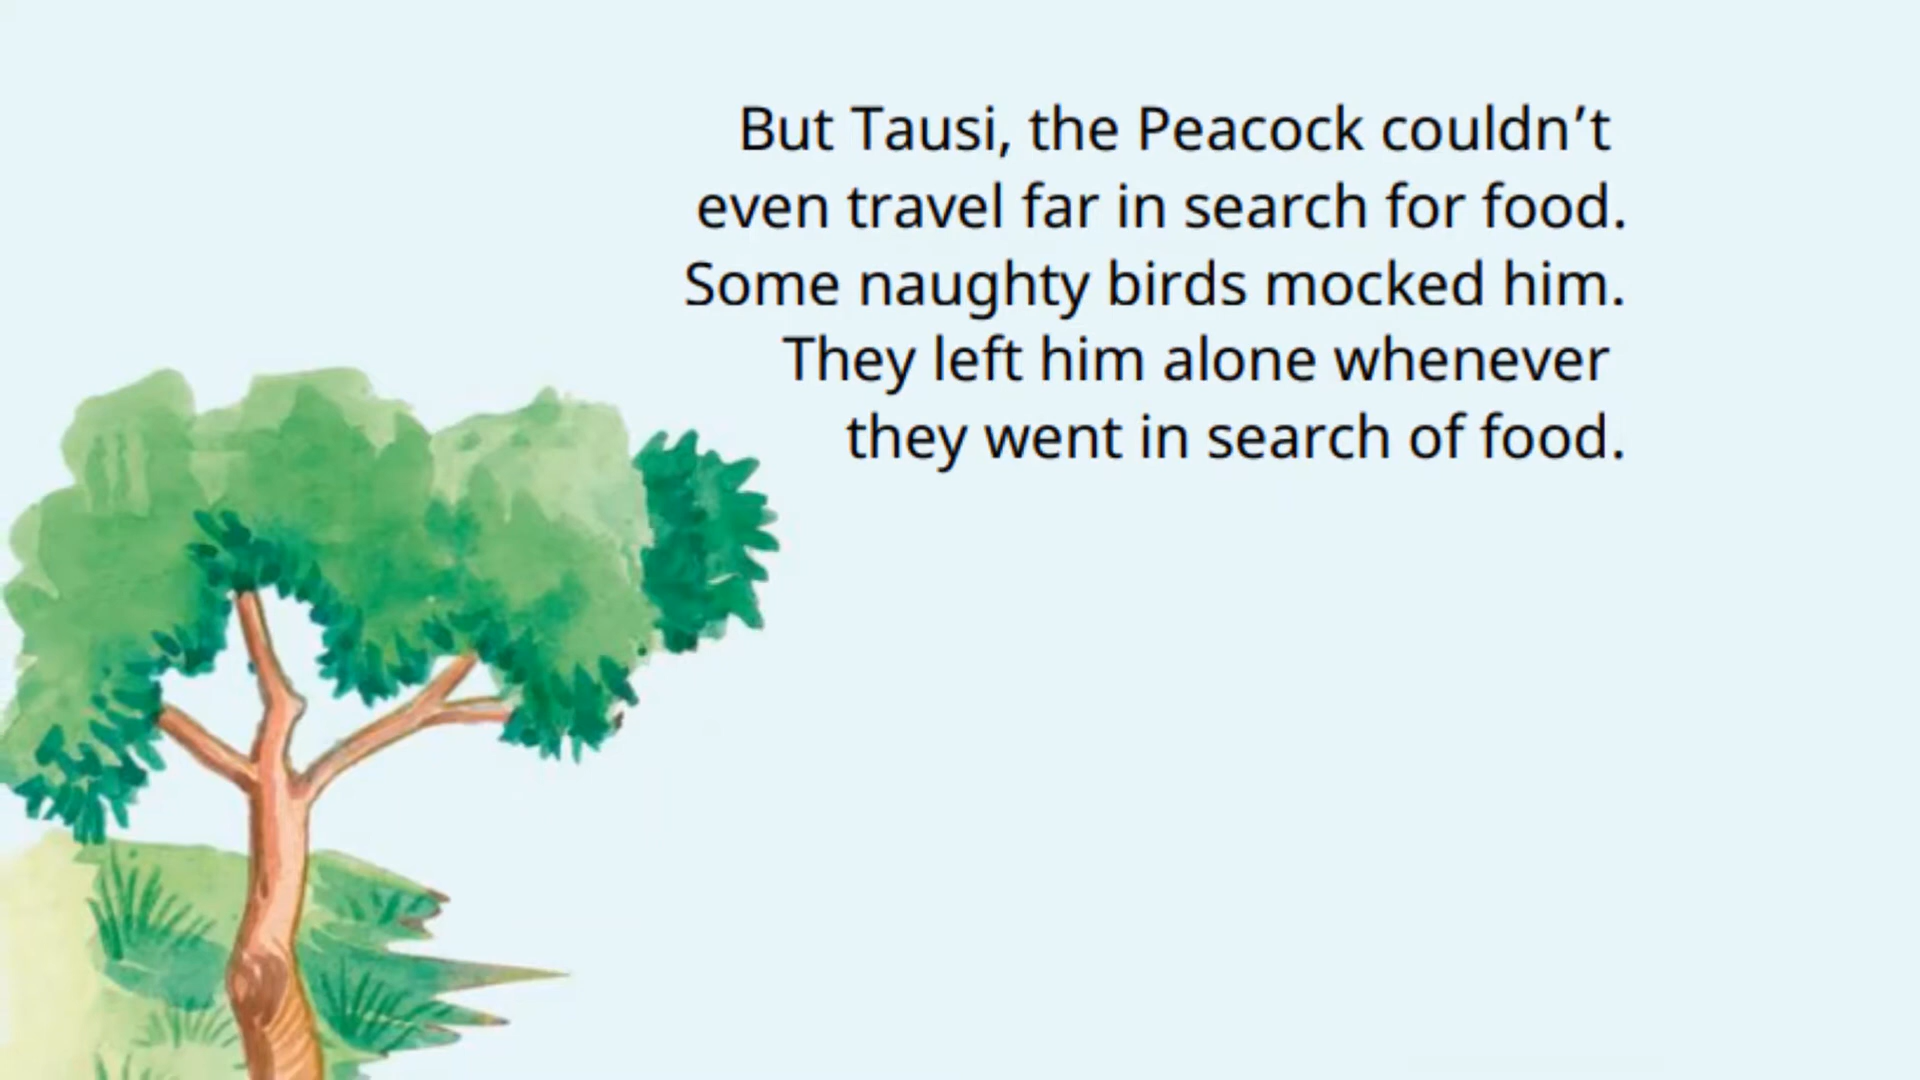 But Tausi, the Peacock couldn’t
even travel far in search for food.
Some naughty birds mocked him.
They left him alone whenever
they went in search of food.